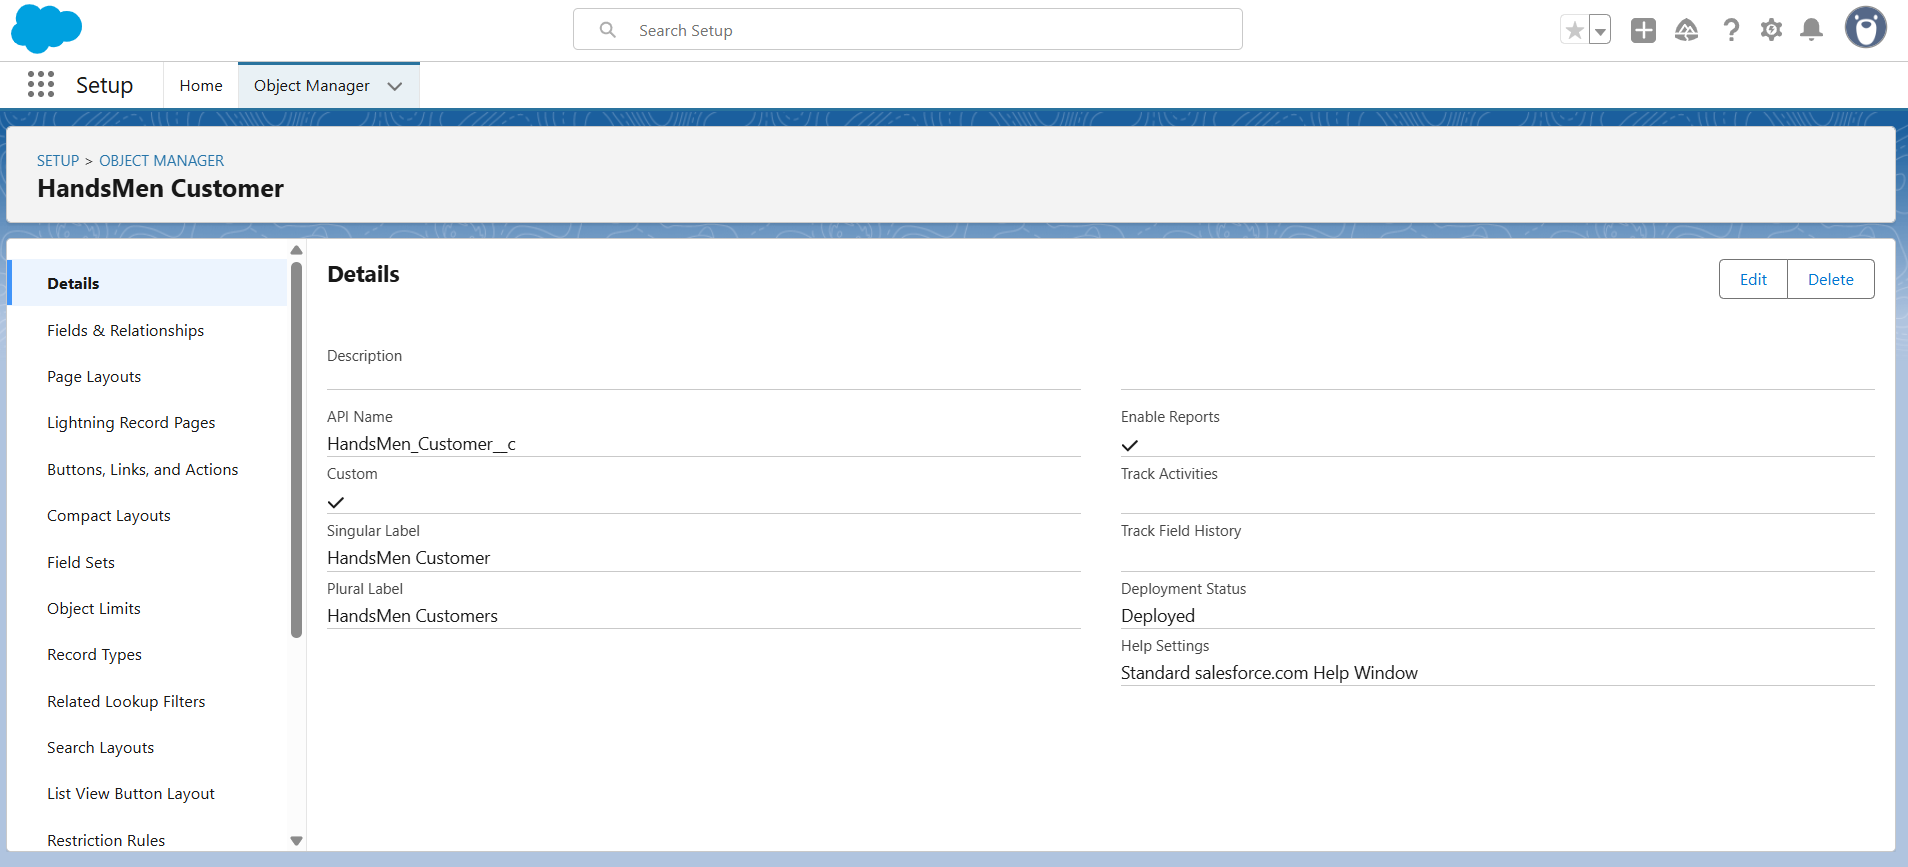 Search Setup
Setup
Home
Object Manager
SETUP > OBJECT MANAGER
HandsMen Customer
Details
Fields & Relationships
Page Layouts
Lightning Record Pages
Buttons, Links, and Actions
Compact Layouts
Field Sets
Object Limits
Record Types
Related Lookup Filters
Search Layouts
List View Button Layout
Restriction Rules
Details
Edit
Delete
Description
API Name
HandsMen_Customer__c
Custom
Singular Label
HandsMen Customer
Plural Label
HandsMen Customers
Enable Reports
Track Activities
Track Field History
Deployment Status
Deployed
Help Settings
Standard salesforce.com Help Window